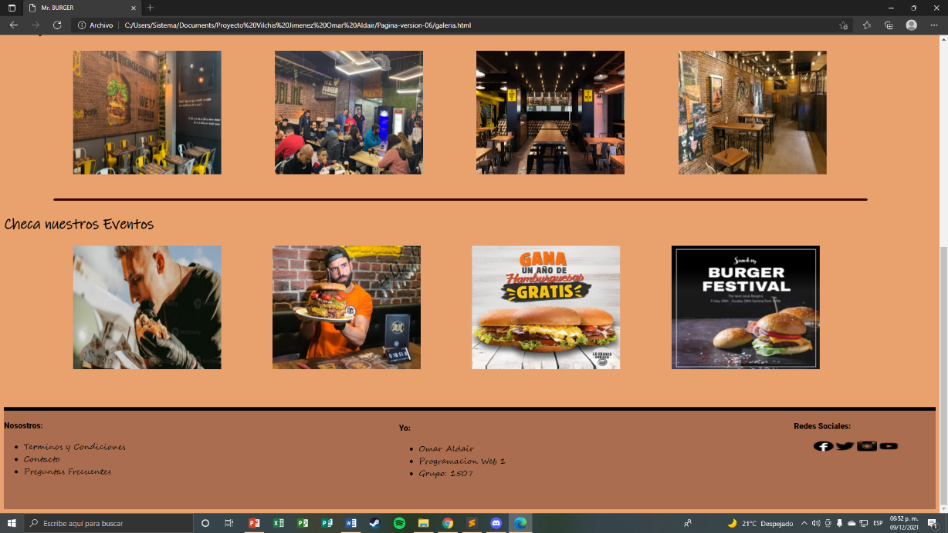 Mr. BURGER
Archivo
C:/Users/Sistema/Documents/Proyecto%20Vilchis%20Jimenez%20Omar%20Aldair/Pagina-version-06/galeria.html
BURGER
Checa nuestros Eventos
GANA
UN AÑO DE
Hamburguesas
GRATIS
BURGER
FESTIVAL
Nososotros:
Terminos y Condiciones
Contacto
Preguntas Frecuentes
Yo:
Omar Aldair
Programacion Web 1
Grupo: 1507
Redes Sociales:
Escribe aquí para buscar
21°C Despejado
ESP
06:52 p. m.
09/12/2021